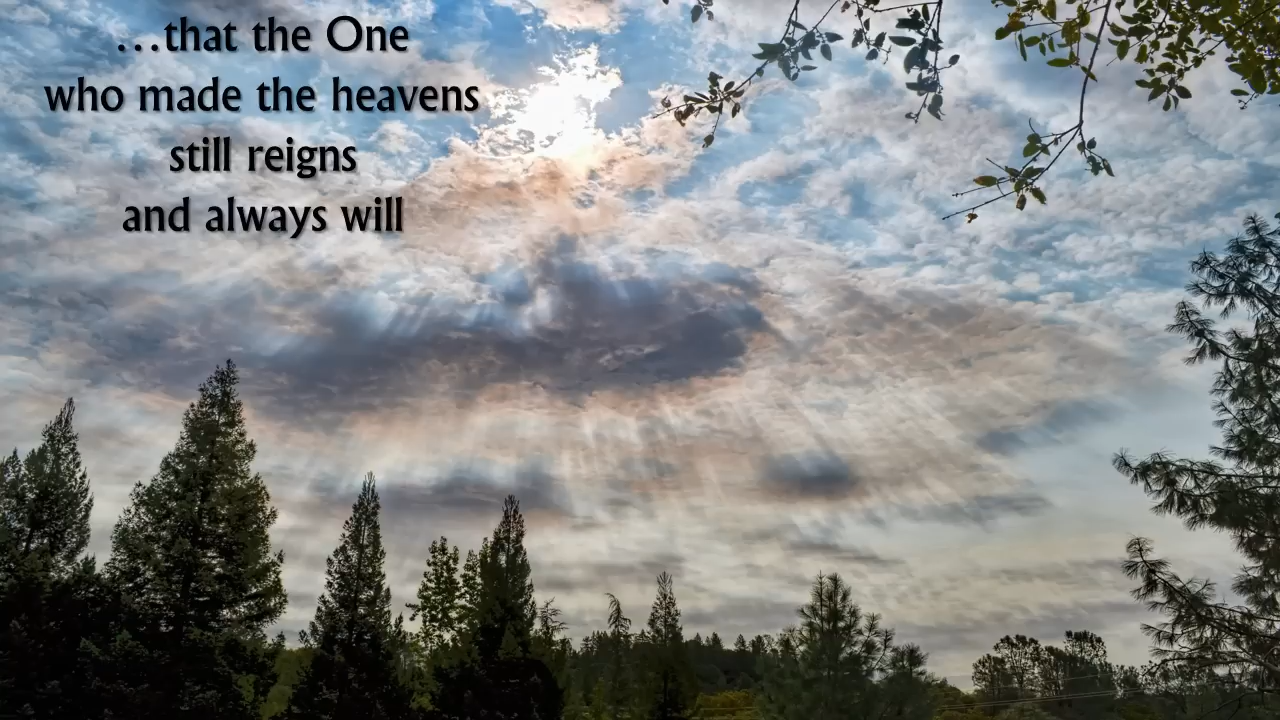 …that the One
who made the heavens
still reigns
and always will